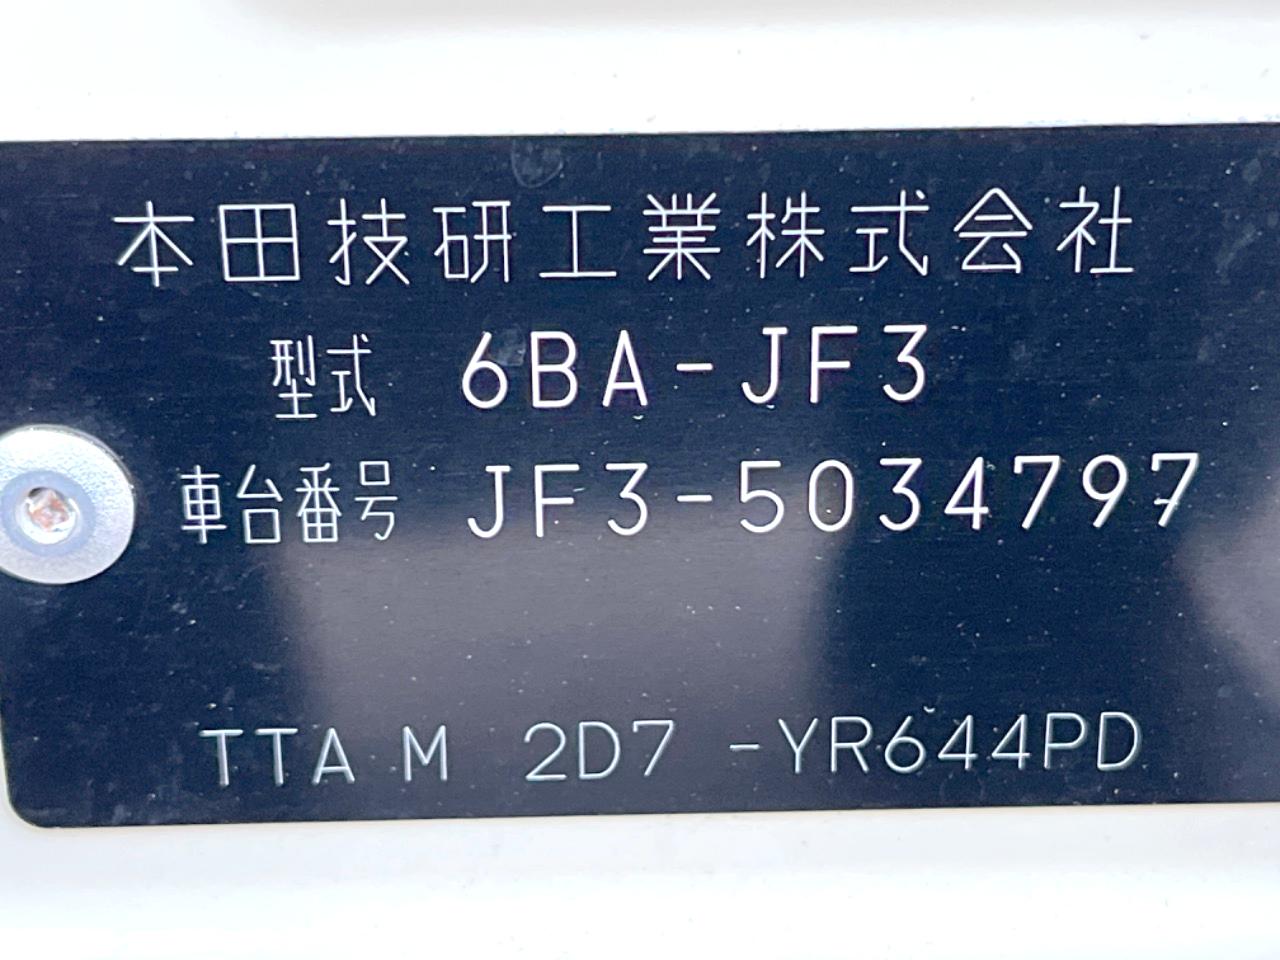 本田技研工業株式会社
型式 6BA-JF3
車台番号 JF3-5034797
TTA M 2D7 -YR644PD